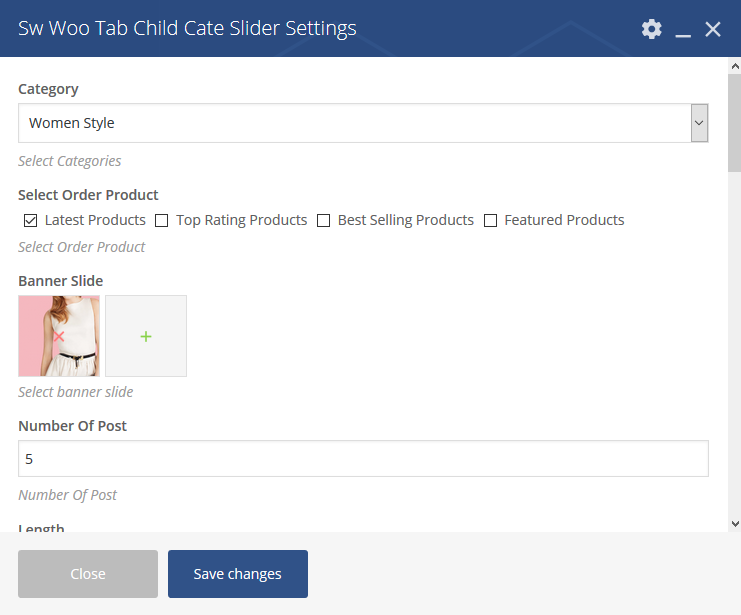 Sw Woo Tab Child Cate Slider Settings
Category
Women Style
Select Categories
Select Order Product
Latest Products Top Rating Products Best Selling Products Featured Products
Select Order Product
Banner Slide
Select banner slide
Number Of Post
5
Number Of Post
Length
Close Save changes